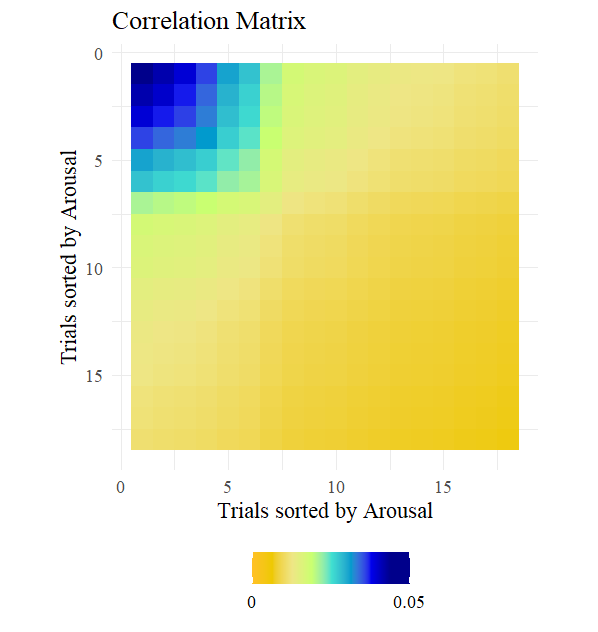 Correlation Matrix
0
5
10
15
Trials sorted by Arousal
0 5 10 15
Trials sorted by Arousal
0 0.05